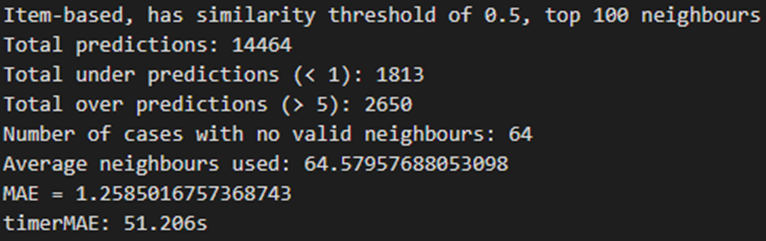 Item-based, has similarity threshold of 0.5, top 100 neighbours
Total predictions: 14464
Total under predictions (< 1): 1813
Total over predictions (> 5): 2650
Number of cases with no valid neighbours: 64
Average neighbours used: 64.57957688053098
MAE = 1.2585016757368743
timerMAE: 51.206s